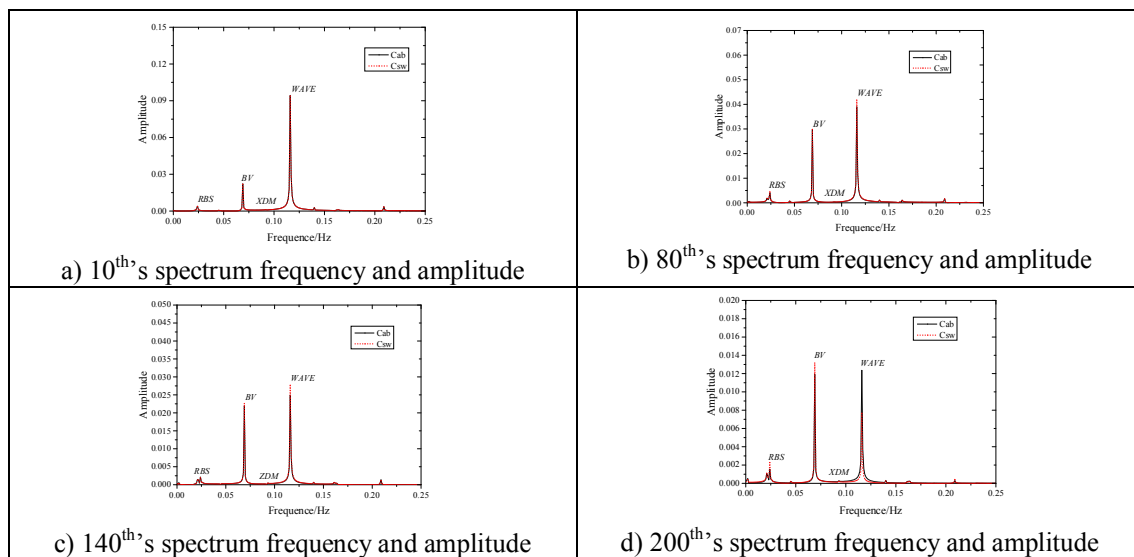 0.15
0.12
0.09
0.06
0.03
0.00
Amplitude
Cab
Csw
WAVE
BV
RBS
XDM
0.00 0.05 0.10 0.15 0.20 0.25
Frequence/Hz
a) 10th's spectrum frequency and amplitude
0.07
0.06
0.05
0.04
0.03
0.02
0.01
0.00
Amplitude
Cab
Csw
WAVE
BV
RBS
XDM
0.00 0.05 0.10 0.15 0.20 0.25
Frequence/Hz
b) 80th's spectrum frequency and amplitude
0.050
0.045
0.040
0.035
0.030
0.025
0.020
0.015
0.010
0.005
0.000
Amplitude
Cab
Csw
WAVE
BV
RBS
ZDM
0.00 0.05 0.10 0.15 0.20 0.25
Frequence/Hz
c) 140th's spectrum frequency and amplitude
0.020
0.018
0.016
0.014
0.012
0.010
0.008
0.006
0.004
0.002
0.000
Amplitude
Cab
Csw
BV
WAVE
RBS
XDM
0.00 0.05 0.10 0.15 0.20 0.25
Frequence/Hz
d) 200th's spectrum frequency and amplitude